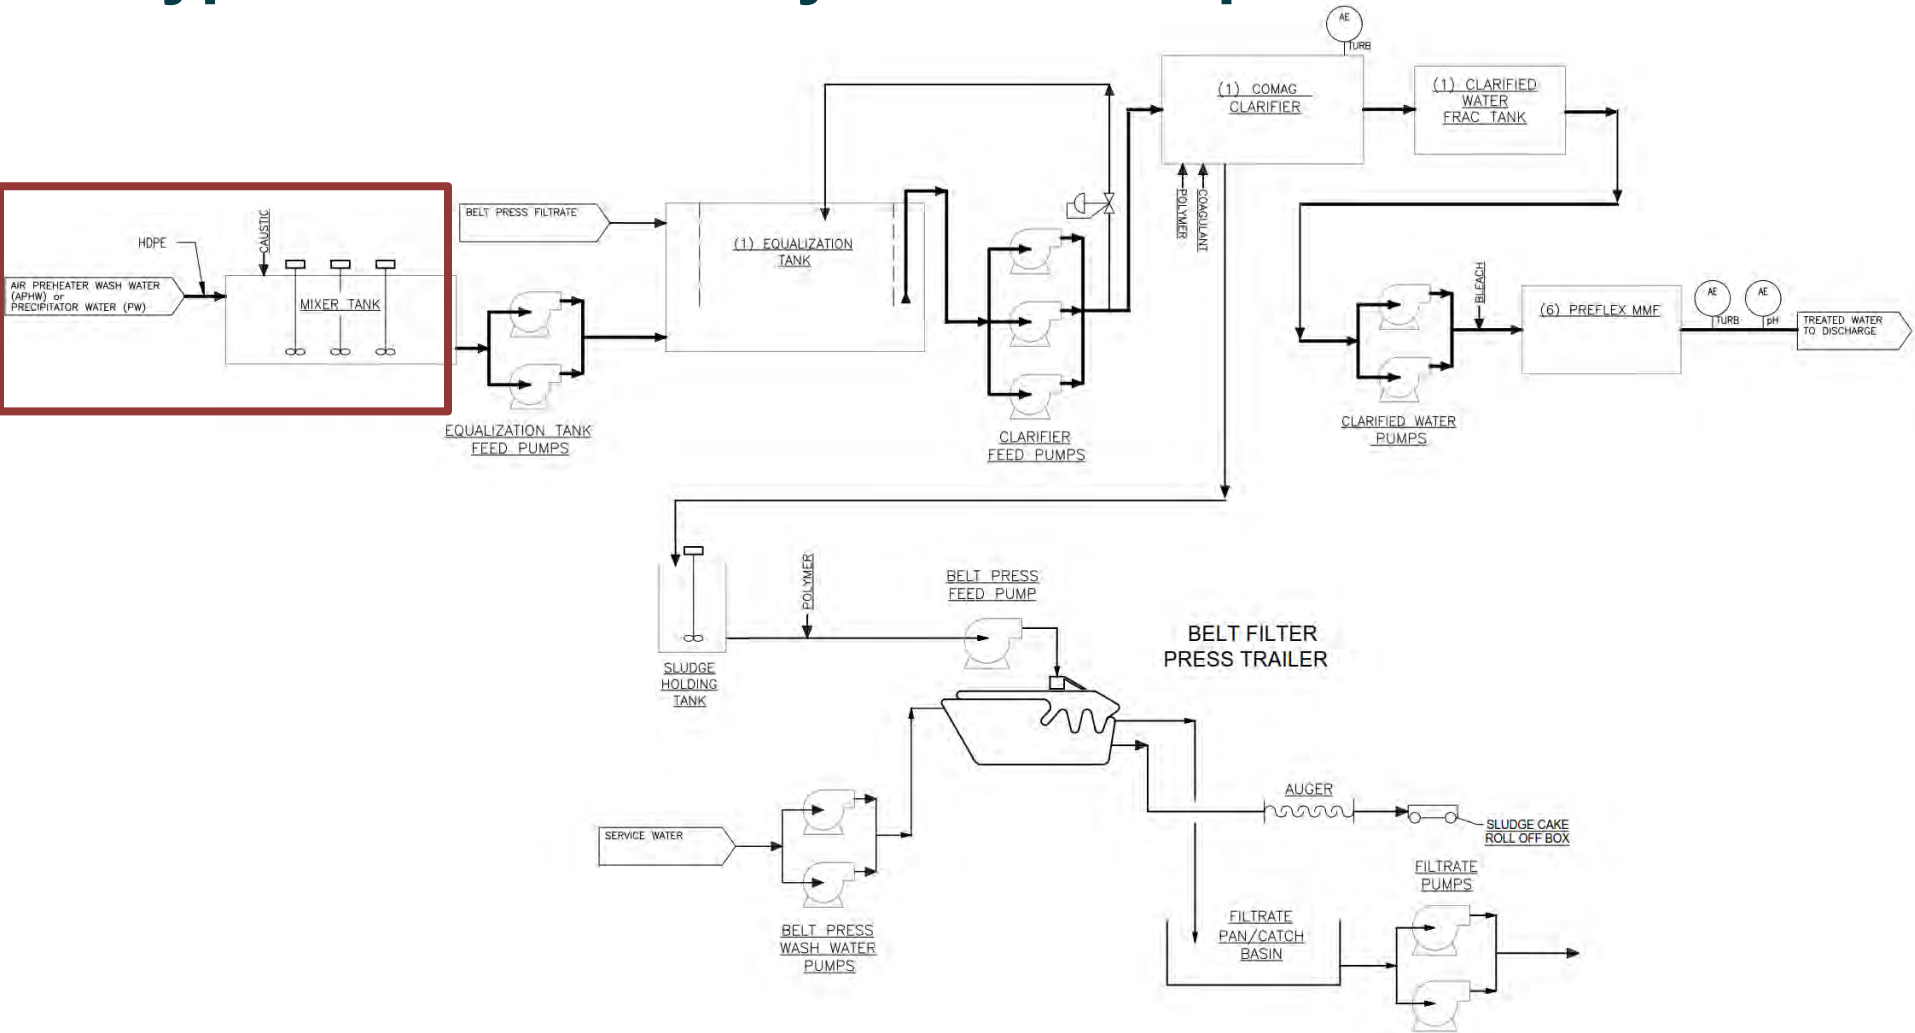 AE
TURB
(1) COMAG
CLARIFIER
(1) CLARIFIED
WATER
FRAC TANK
POLYMER
COAGULANT
HDPE
CAUSTIC
AIR PREHEATER WASH WATER
(APHW) or
PRECIPITATOR WATER (PW)
MIXER TANK
BELT PRESS FILTRATE
(1) EQUALIZATION
TANK
EQUALIZATION TANK
FEED PUMPS
CLARIFIER
FEED PUMPS
BLEACH
CLARIFIED WATER
PUMPS
(6) PREFLEX MMF
AE
TURB
AE
pH
TREATED WATER
TO DISCHARGE
SLUDGE
HOLDING
TANK
POLYMER
BELT PRESS
FEED PUMP
BELT FILTER
PRESS TRAILER
SERVICE WATER
BELT PRESS
WASH WATER
PUMPS
AUGER
SLUDGE CAKE
ROLL OFF BOX
FILTRATE
PAN/CATCH
BASIN
FILTRATE
PUMPS